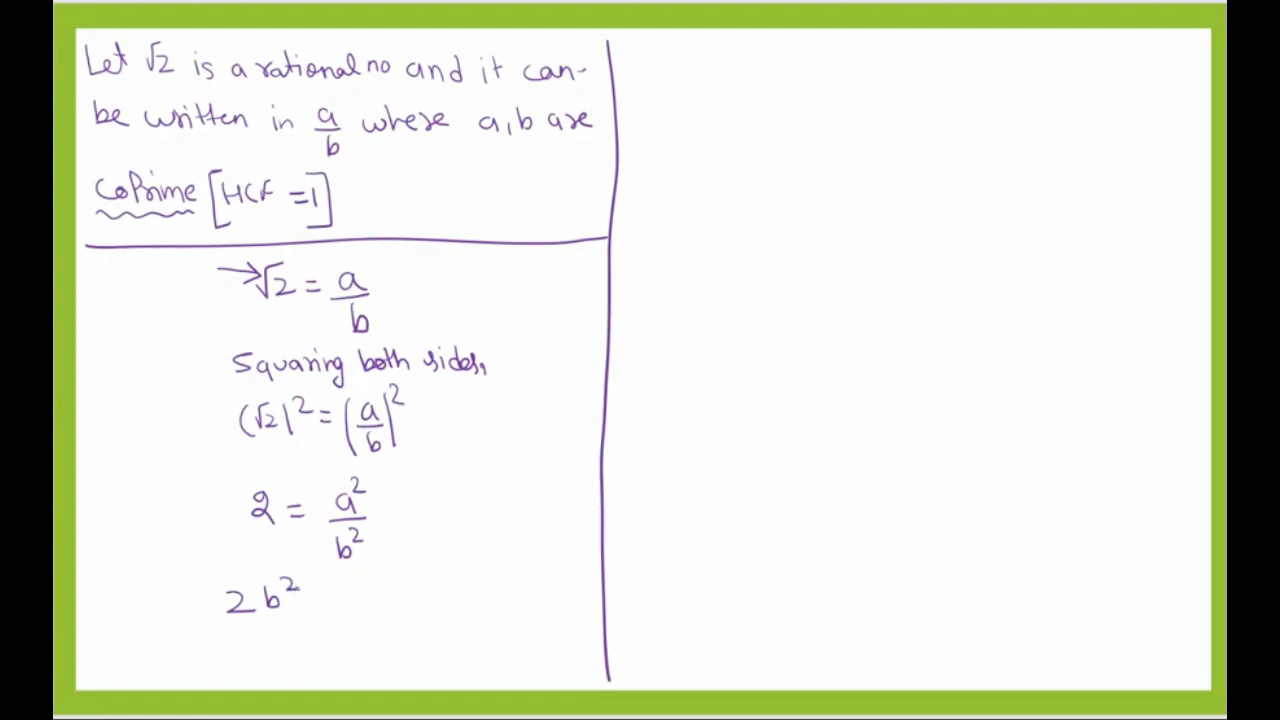 Let √2 is a rational no and it can
be written in a/b where a, b are
CoPrime [HCF = 1]
→ √2 = a/b
Squaring both sides,
(√2)² = (a/b)²
2 = a²/b²
2b²